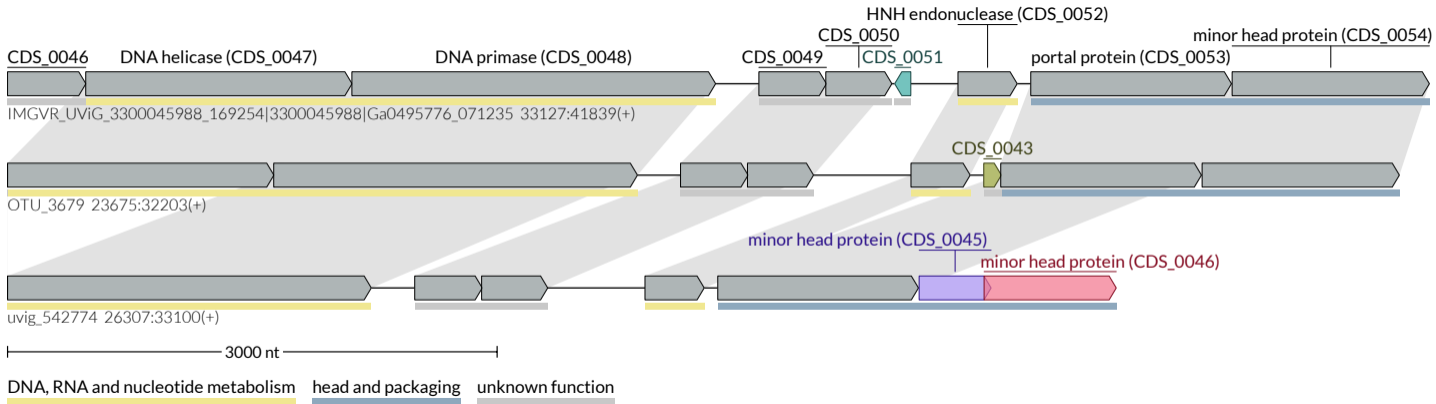 HNH endonuclease (CDS_0052)
CDS_0050
minor head protein (CDS_0054)
CDS_0046 DNA helicase (CDS_0047) DNA primase (CDS_0048) CDS_0049 CDS_0051 portal protein (CDS_0053)
IMGVR_UViG_3300045988_169254|3300045988|Ga0495776_071235 33127:41839(+)
CDS_0043
OTU_3679 23675:32203(+)
minor head protein (CDS_0045)
minor head protein (CDS_0046)
uvig_542774 26307:33100(+)
3000 nt
DNA, RNA and nucleotide metabolism head and packaging unknown function